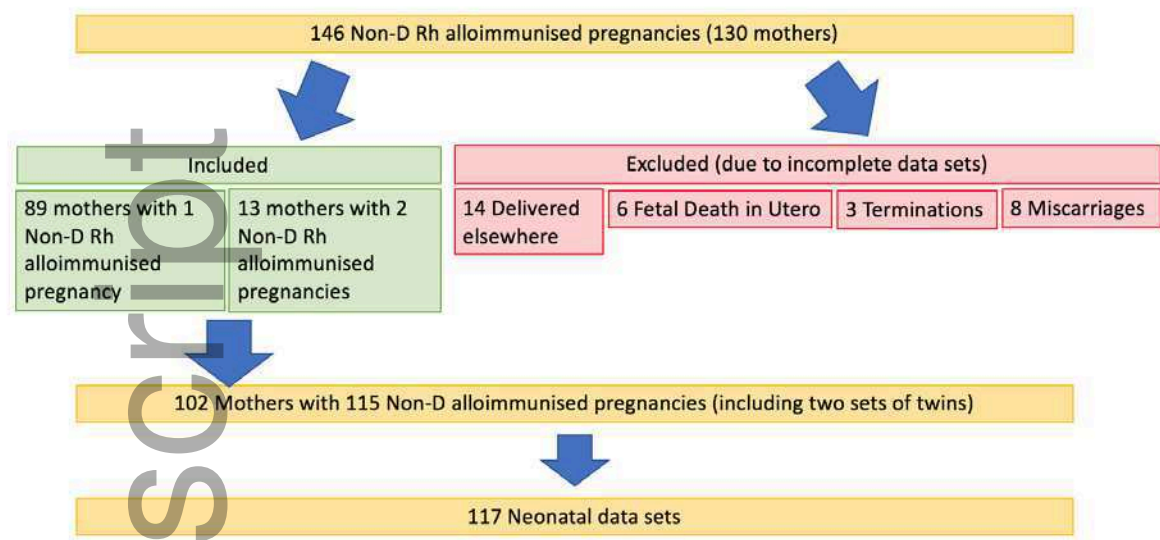 146 Non-D Rh alloimmunised pregnancies (130 mothers)
Included
89 mothers with 1
Non-D Rh
alloimmunised
pregnancy
13 mothers with 2
Non-D Rh
alloimmunised
pregnancies
Excluded (due to incomplete data sets)
14 Delivered
elsewhere
6 Fetal Death in Utero
3 Terminations
8 Miscarriages
102 Mothers with 115 Non-D alloimmunised pregnancies (including two sets of twins)
117 Neonatal data sets
script